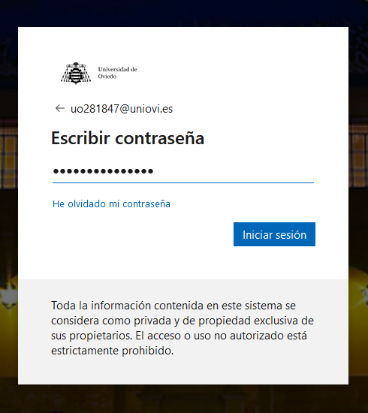 Universidad de
Oviedo
← uo281847@uniovi.es
Escribir contraseña
•••••••••••••••
He olvidado mi contraseña
Iniciar sesión
Toda la información contenida en este sistema se
considera como privada y de propiedad exclusiva de
sus propietarios. El acceso o uso no autorizado está
estrictamente prohibido.